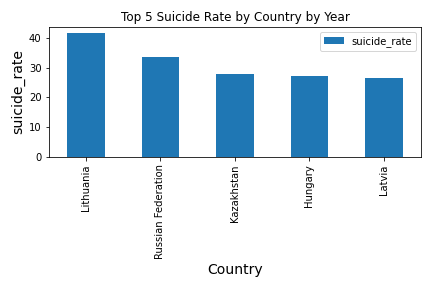 Top 5 Suicide Rate by Country by Year
suicide_rate
suicide_rate
40
30
20
10
0
Lithuania
Russian Federation
Kazakhstan
Hungary
Latvia
Country